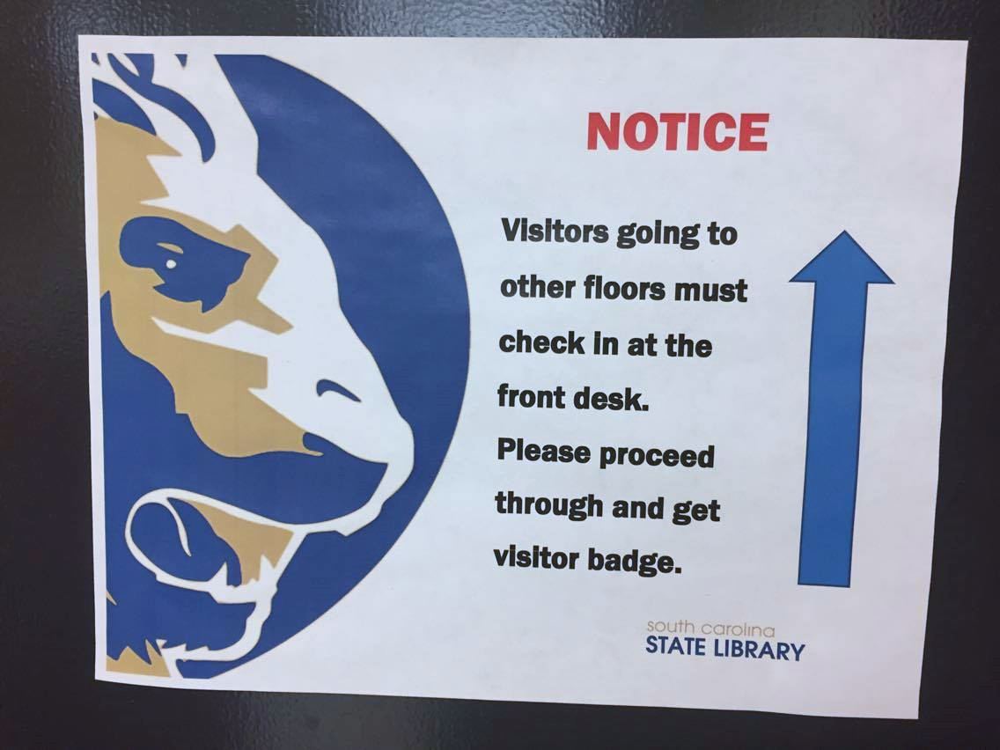 NOTICE
Visitors going to
other floors must
check in at the
front desk.
Please proceed
through and get
visitor badge.
south carolina
STATE LIBRARY